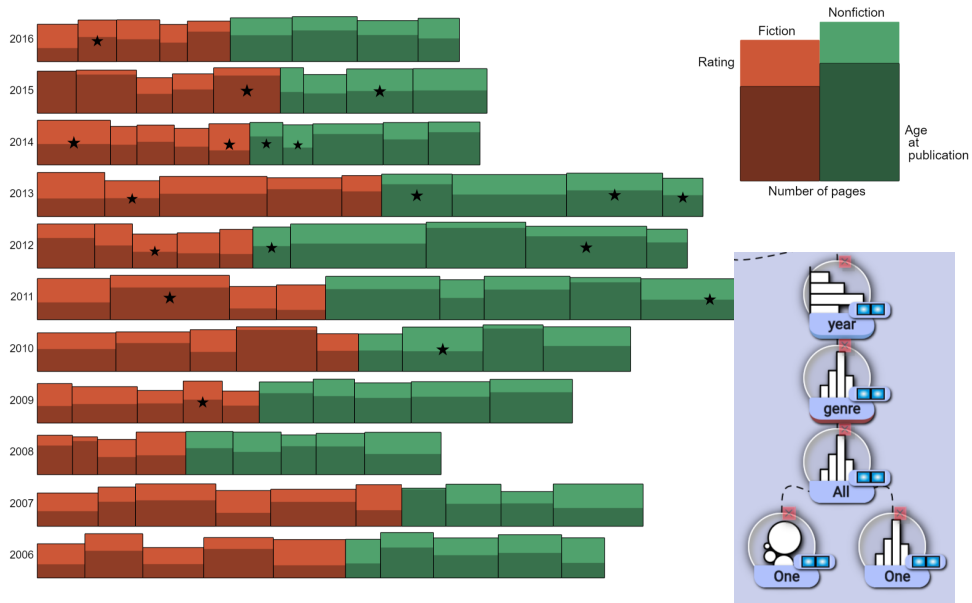 2016
2015
2014
2013
2012
2011
2010
2009
2008
2007
2006
Nonfiction
Fiction
Rating
Age
at
publication
Number of pages
year
genre
All
One
One